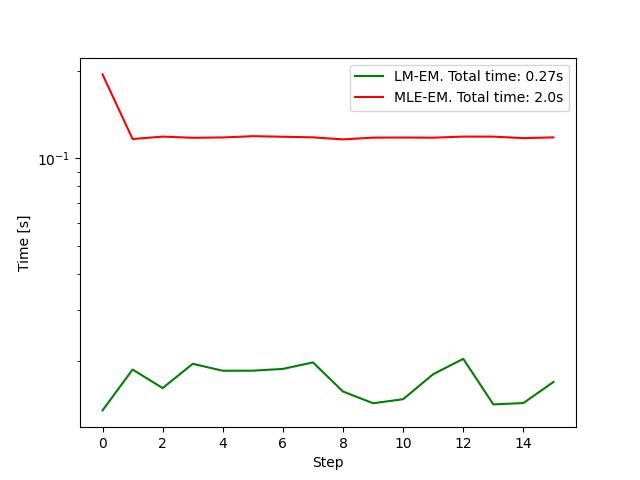 LM-EM. Total time: 0.27s
MLE-EM. Total time: 2.0s
10⁻¹
Time [s]
0 2 4 6 8 10 12 14
Step